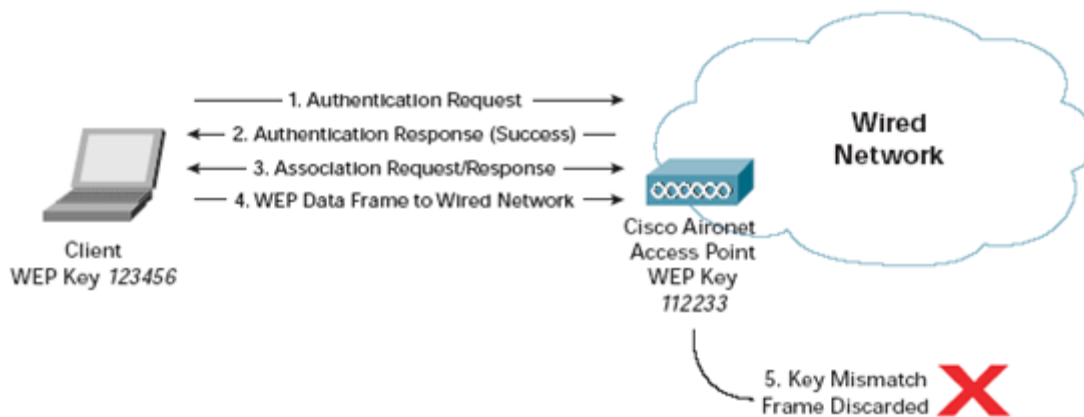 1. Authentication Request
2. Authentication Response (Success)
3. Association Request/Response
4. WEP Data Frame to Wired Network
Wired
Network
Client
WEP Key 123456
Cisco Aironet
Access Point
WEP Key
112233
5. Key Mismatch
Frame Discarded